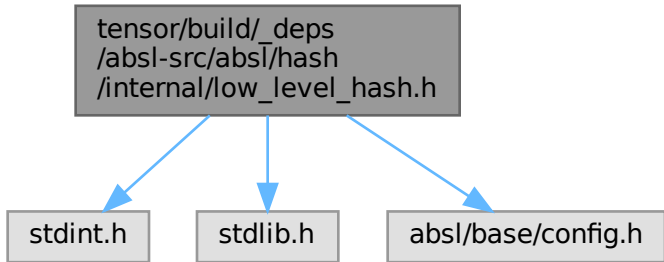 tensor/build/_deps
/absl-src/absl/hash
/internal/low_level_hash.h
stdint.h
stdlib.h
absl/base/config.h